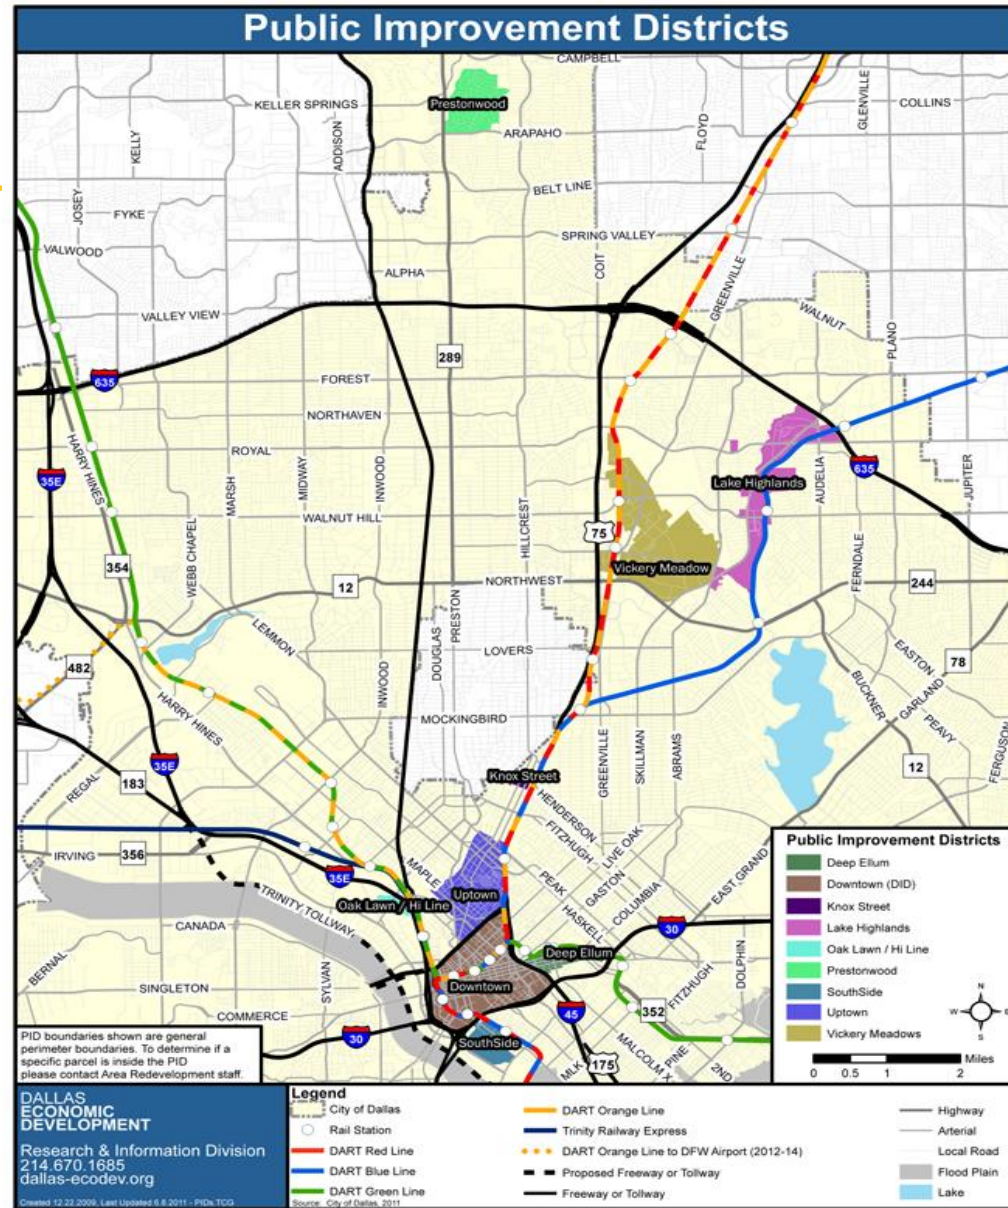 Public Improvement Districts
CAMPBELL
KELLER SPRINGS
Prestonwood
COLLINS
GLENVILLE
KELLY
ADDISON
ARAPAHO
FLOYD
JOSEY
BELT LINE
FYKE
SPRING VALLEY
VALWOOD
COIT
ALPHA
GREENVILLE
VALLEY VIEW
WALNUT
PLANO
289
635
FOREST
NORTHAVEN
HARRY HINES
ROYAL
MARSH
MIDWAY
INWOOD
HILLCREST
35E
635
JUPITER
Lake Highlands
AUDELIA
WALNUT HILL
75
354
WEBB CHAPEL
Vickery Meadow
12
NORTHWEST
244
FERNDALE
LEMMON
DOUGLAS
PRESTON
LOVERS
482
INWOOD
EASTON
78
BUCKNER
GARLAND
PEAVY
HARRY HINES
MOCKINGBIRD
35E
GREENVILLE
SKILLMAN
ABRAMS
FERGUSON
12
REGAL
183
Knox Street
HENDERSON
FITZHUGH
LIVE OAK
IRVING
356
MAPLE
35E
Uptown
PEAK
HASKELL
GASTON
COLUMBIA
EAST GRAND
Oak Lawn / Hi Line
TRINITY TOLLWAY
CANADA
30
BERNAL
SYLVAN
Deep Ellum
DOLPHIN
FITZHUGH
SINGLETON
Downtown
COMMERCE
45
352
30
SouthSide
MLK
175
MALCOLM X
PINE
2ND
Public Improvement Districts
Deep Ellum
Downtown (DID)
Knox Street
Lake Highlands
Oak Lawn / Hi Line
Prestonwood
SouthSide
Uptown
Vickery Meadows
N
W
E
S
Miles
0 0.5 1 2
PID boundaries shown are general
perimeter boundaries. To determine if a
specific parcel is inside the PID
please contact Area Redevelopment staff.
DALLAS
ECONOMIC
DEVELOPMENT
Research & Information Division
214.670.1685
dallas-ecodev.org
Created 12.22.2009, Last Updated 6.8.2011 - PIDs.TCG
Legend
City of Dallas
Rail Station
DART Red Line
DART Blue Line
DART Green Line
Source: City of Dallas, 2011
DART Orange Line
Trinity Railway Express
DART Orange Line to DFW Airport (2012-14)
Proposed Freeway or Tollway
Freeway or Tollway
Highway
Arterial
Local Road
Flood Plain
Lake